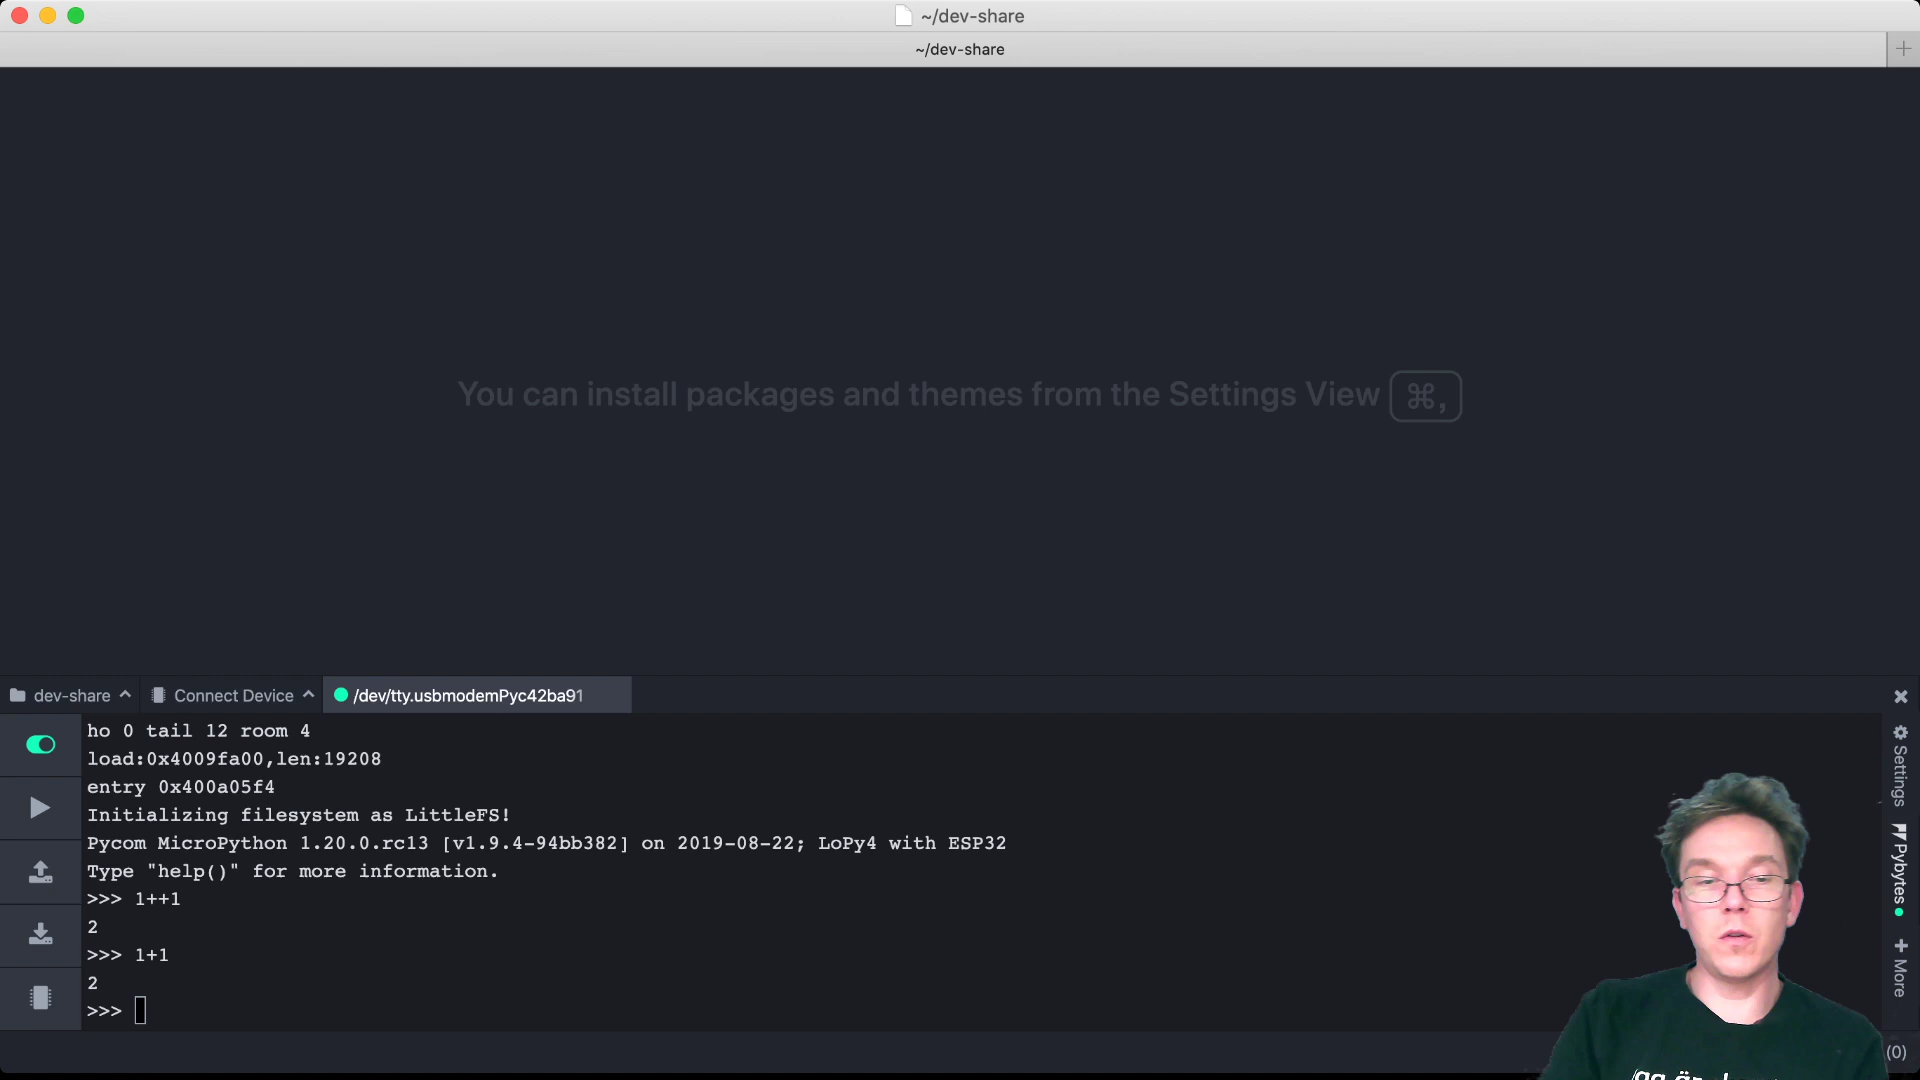 ~/dev-share
~/dev-share
You can install packages and themes from the Settings View ⌘,
dev-share
Connect Device
/dev/tty.usbmodemPyc42ba91
ho 0 tail 12 room 4
load:0x4009fa00,len:19208
entry 0x400a05f4
Initializing filesystem as LittleFS!
Pycom MicroPython 1.20.0.rc13 [v1.9.4-94bb382] on 2019-08-22; LoPy4 with ESP32
Type "help()" for more information.
>>> 1++1
2
>>> 1+1
2
>>>
Settings
Pybytes
More
(0)